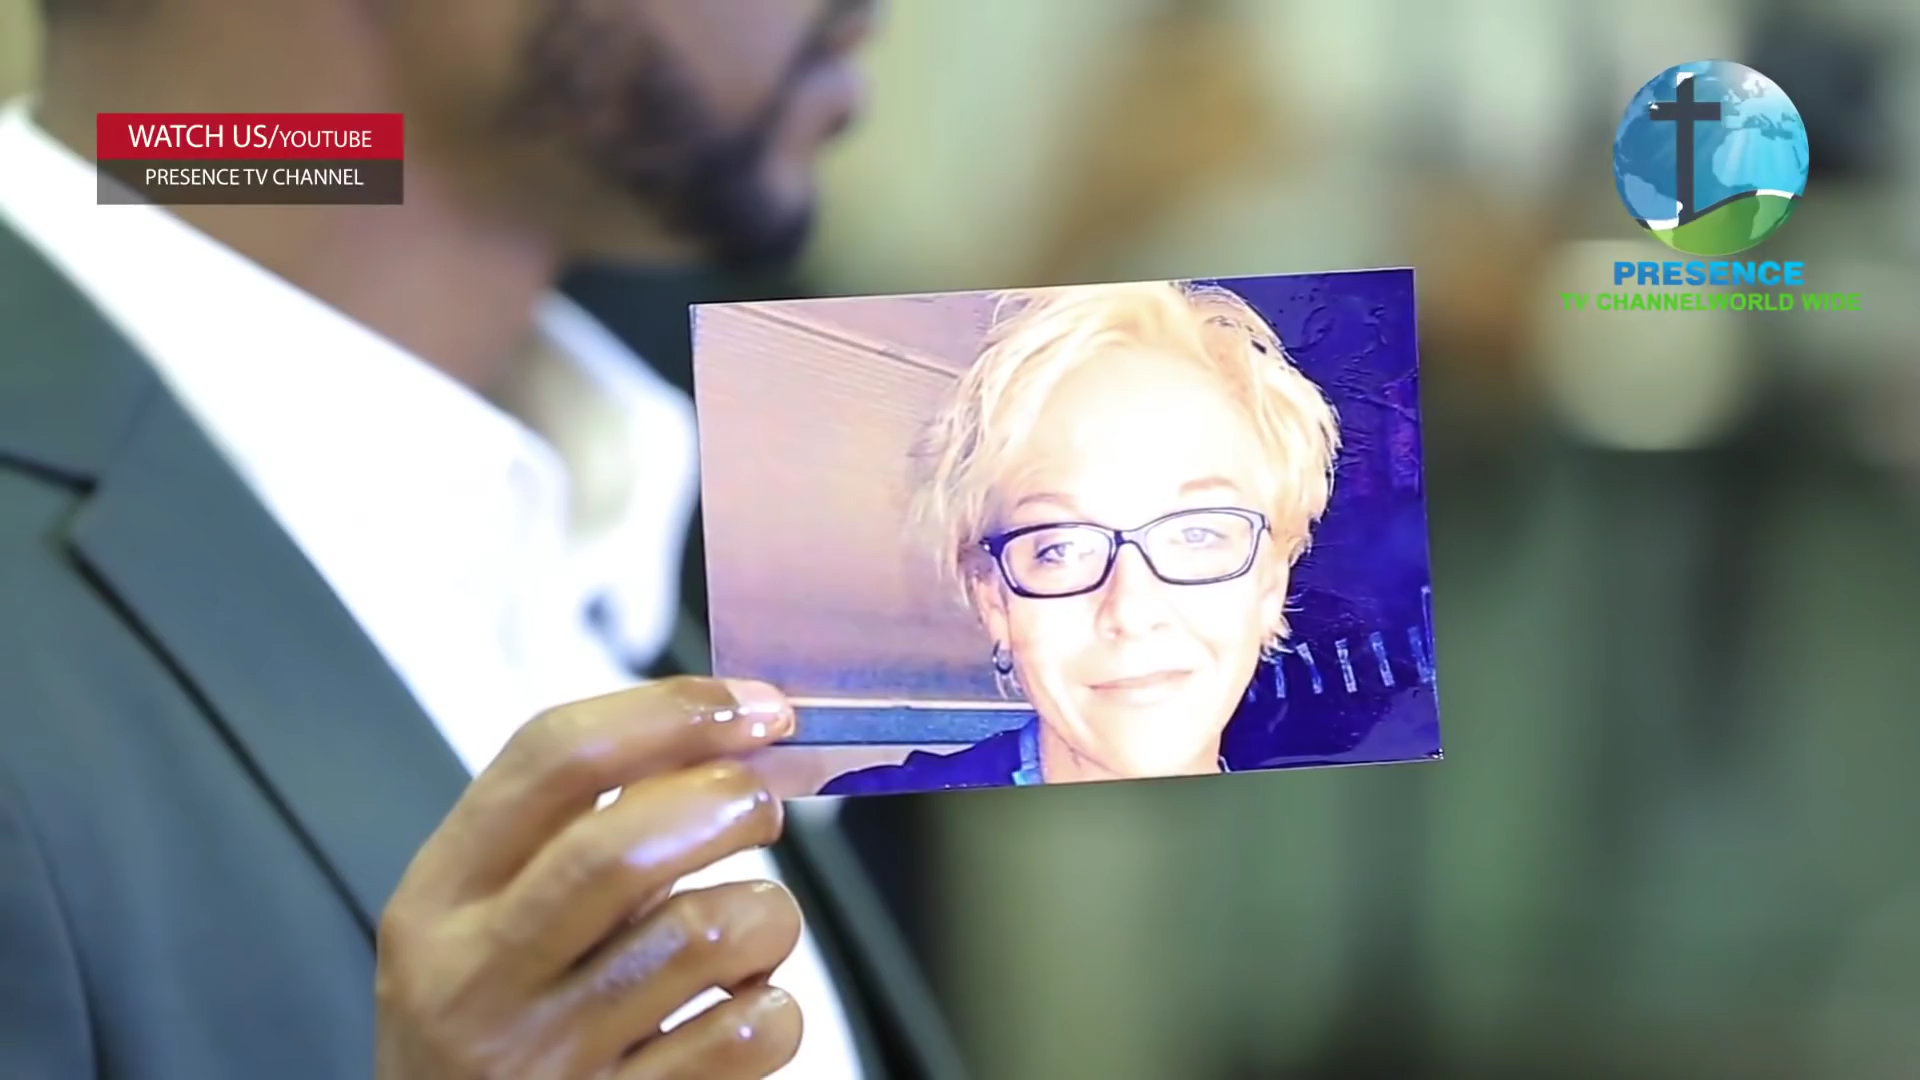 WATCH US/YOUTUBE
PRESENCE TV CHANNEL
PRESENCE
TV CHANNELWORLD WIDE